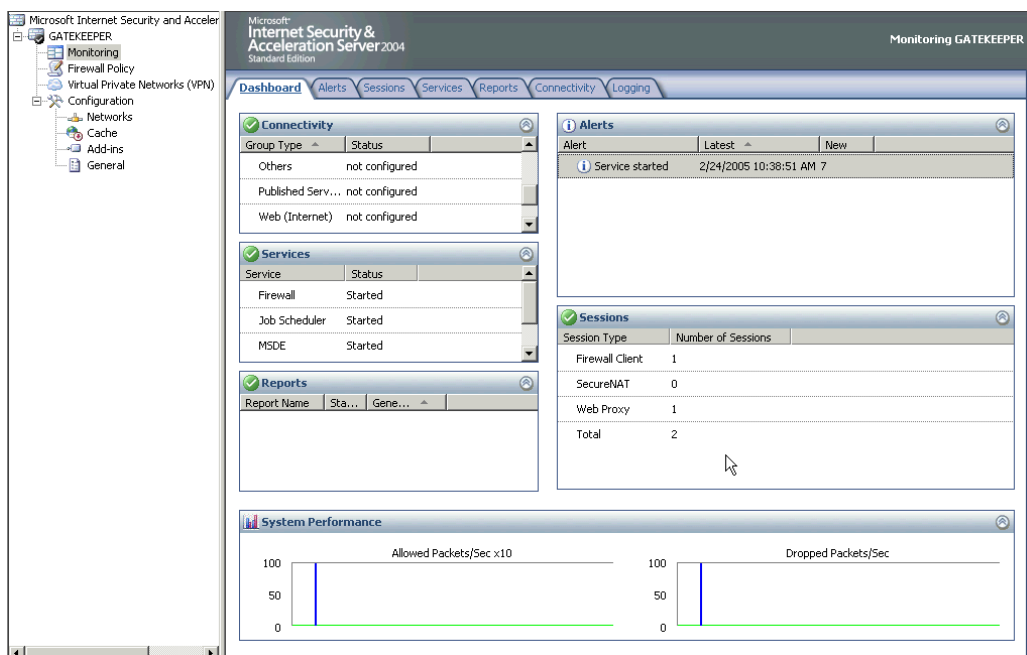 Microsoft Internet Security and Acceler
GATEKEEPER
Monitoring
Firewall Policy
Virtual Private Networks (VPN)
Configuration
Networks
Cache
Add-ins
General
Microsoft
Internet Security &
Acceleration Server 2004
Standard Edition
Monitoring GATEKEEPER
Dashboard Alerts Sessions Services Reports Connectivity Logging
Connectivity
Group Type Status
Others not configured
Published Serv... not configured
Web (Internet) not configured
Services
Service Status
Firewall Started
Job Scheduler Started
MSDE Started
Reports
Report Name Sta... Gene...
Alerts
Alert Latest New
Service started 2/24/2005 10:38:51 AM 7
Sessions
Session Type Number of Sessions
Firewall Client 1
SecureNAT 0
Web Proxy 1
Total 2
System Performance
Allowed Packets/Sec x10
100
50
0
Dropped Packets/Sec
100
50
0